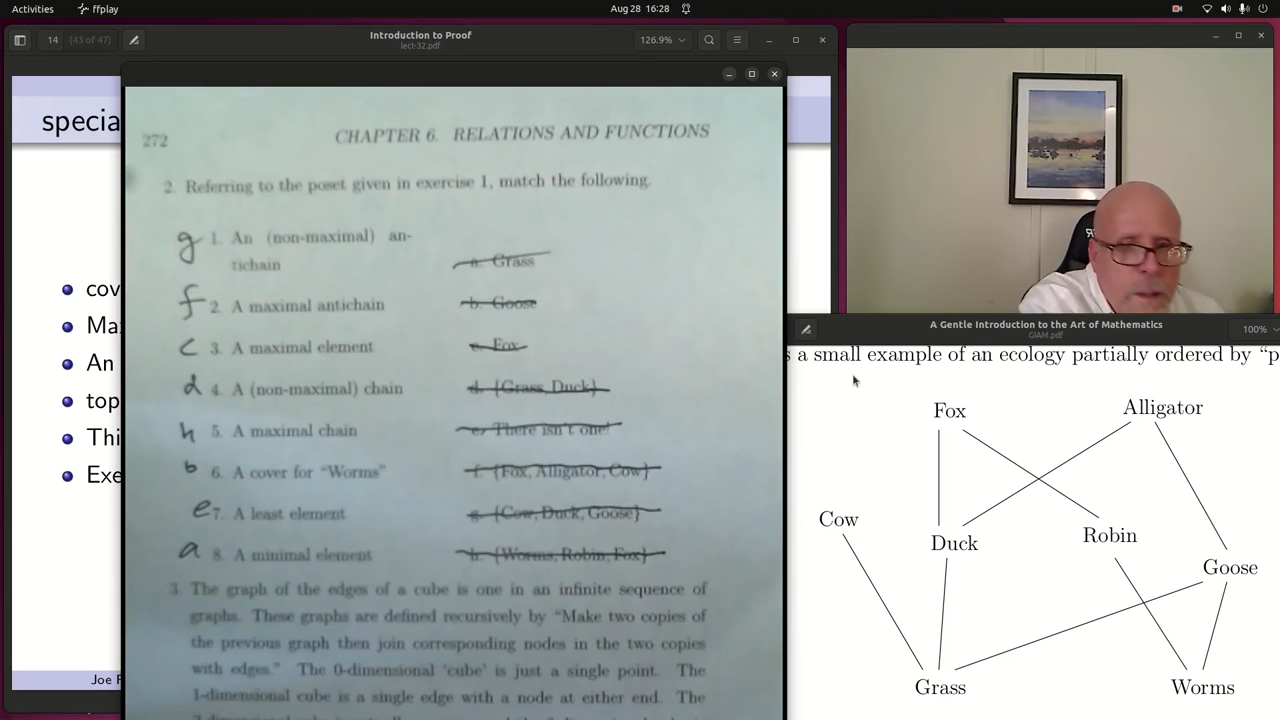 Activities
ffplay
Aug 28 16:28
14 (43 of 47)
Introduction to Proof
lect-32.pdf
126.9%
specia
cov
Ma
An
top
Thi
Exe
Joe F
272 CHAPTER 6. RELATIONS AND FUNCTIONS
2. Referring to the poset given in exercise 1, match the following.
g 1. An (non-maximal) an-
tichain
f 2. A maximal antichain
c 3. A maximal element
d 4. A (non-maximal) chain
h 5. A maximal chain
b 6. A cover for "Worms"
e 7. A least element
a 8. A minimal element
a. Grass
b. Goose
c. Fox
d. {Grass, Duck}
e. There isn't one!
f. {Fox, Alligator, Cow}
g. {Cow, Duck, Goose}
h. {Worms, Robin, Fox}
3. The graph of the edges of a cube is one in an infinite sequence of
graphs. These graphs are defined recursively by "Make two copies of
the previous graph then join corresponding nodes in the two copies
with edges." The 0-dimensional 'cube' is just a single point. The
1-dimensional cube is a single edge with a node at either end. The
A Gentle Introduction to the Art of Mathematics
GIAM.pdf
100%
s a small example of an ecology partially ordered by "p
Fox
Alligator
Cow
Duck
Robin
Goose
Grass
Worms